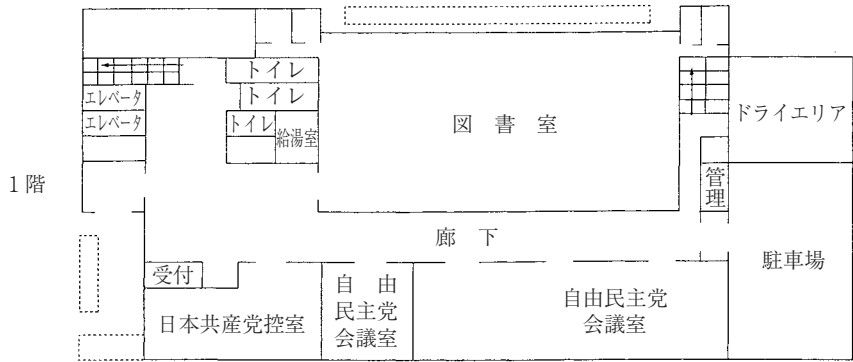 トイレ
エレベータ
トイレ
ドライエリア
エレベータ
トイレ
給湯室
図書室
1階
管理
廊下
駐車場
受付
自由
民主党
会議室
自由民主党
会議室
日本共産党控室